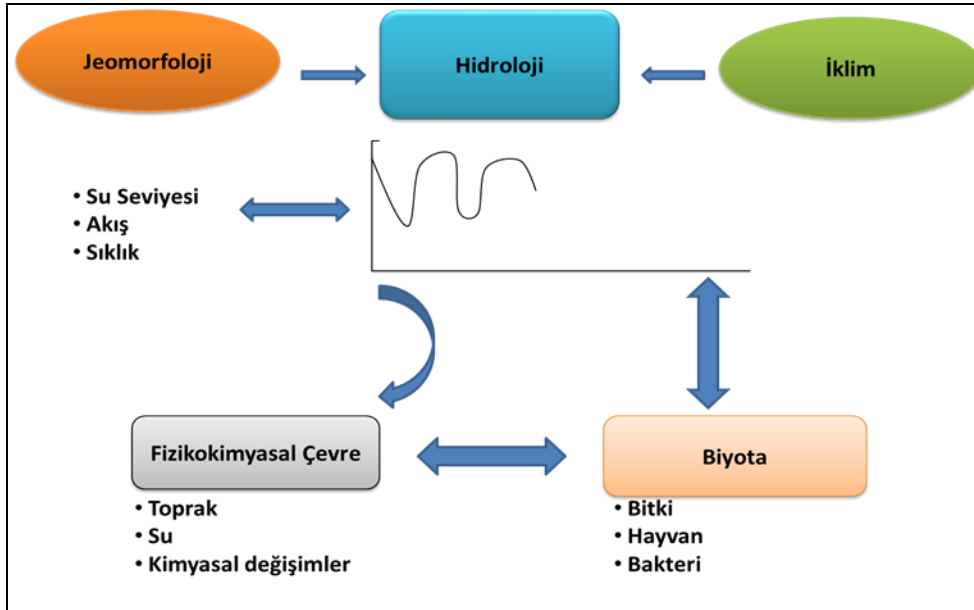 Jeomorfoloji
Hidroloji
İklim
• Su Seviyesi
• Akış
• Sıklık
Fizikokimyasal Çevre
• Toprak
• Su
• Kimyasal değişimler
Biyota
• Bitki
• Hayvan
• Bakteri